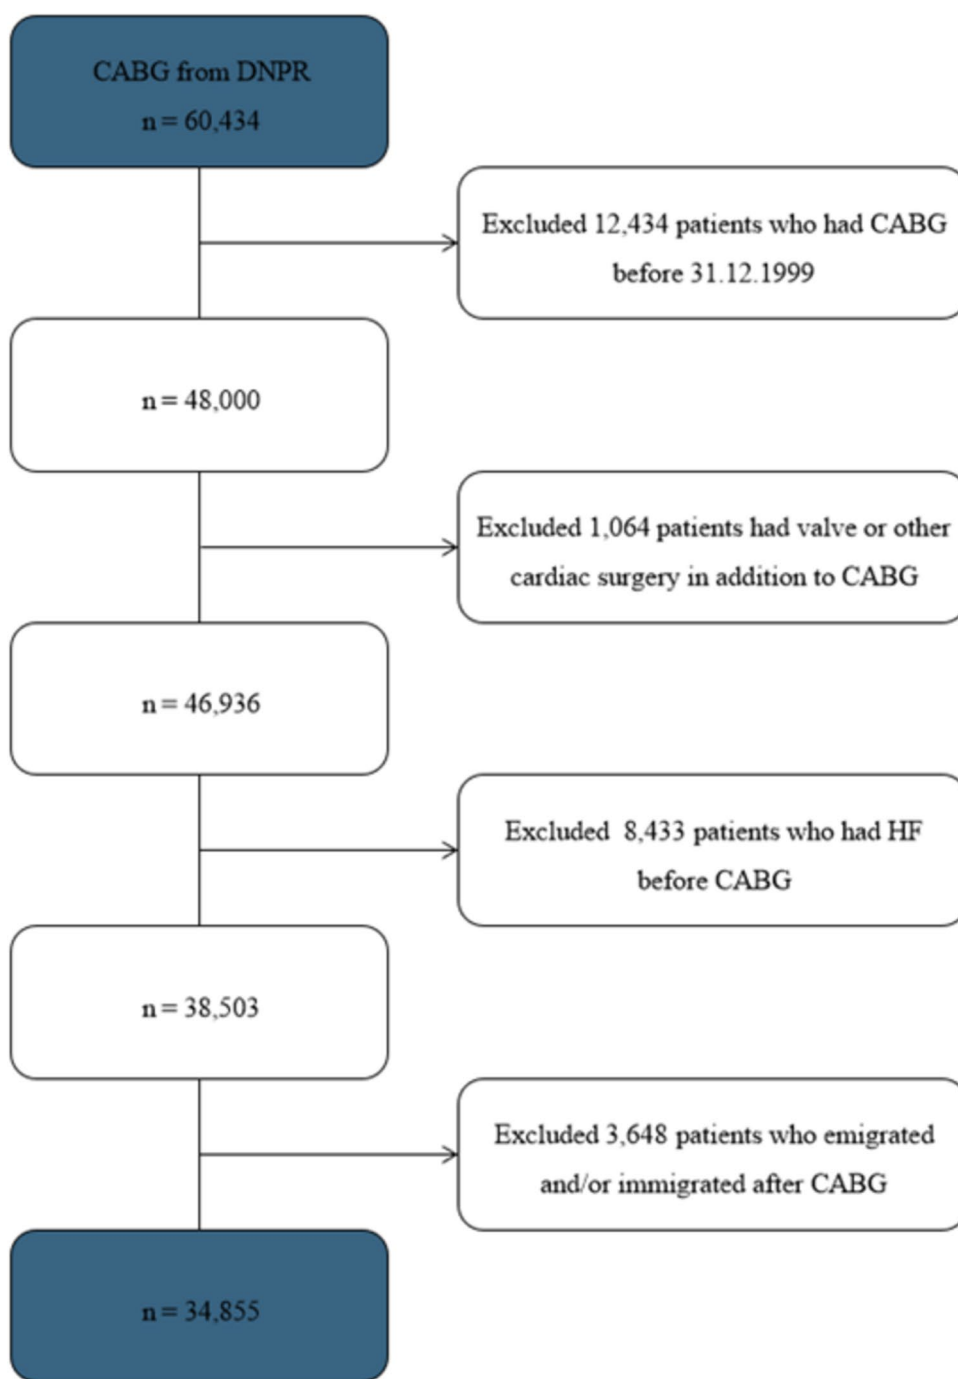 CABG from DNPR
n = 60,434
Excluded 12,434 patients who had CABG
before 31.12.1999
n = 48,000
Excluded 1,064 patients had valve or other
cardiac surgery in addition to CABG
n = 46,936
Excluded 8,433 patients who had HF
before CABG
n = 38,503
Excluded 3,648 patients who emigrated
and/or immigrated after CABG
n = 34,855